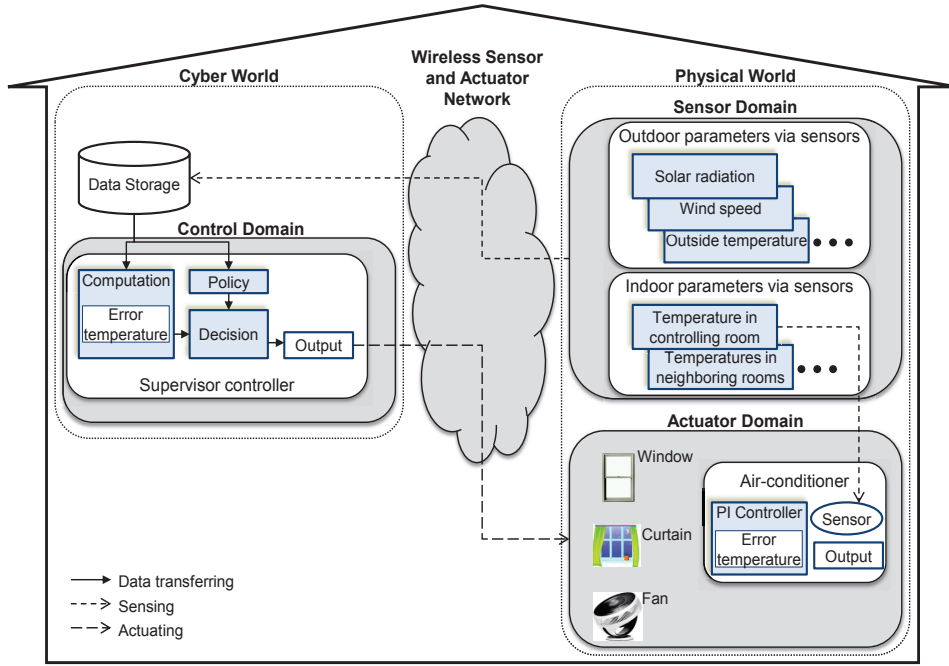 Cyber World
Wireless Sensor
and Actuator
Network
Physical World
Data Storage
Control Domain
Computation
Error
temperature
Policy
Decision
Output
Supervisor controller
Sensor Domain
Outdoor parameters via sensors
Solar radiation
Wind speed
Outside temperature
Indoor parameters via sensors
Temperature in
controlling room
Temperatures in
neighboring rooms
Actuator Domain
Window
Curtain
Fan
Air-conditioner
PI Controller
Error
temperature
Sensor
Output
Data transferring
Sensing
Actuating